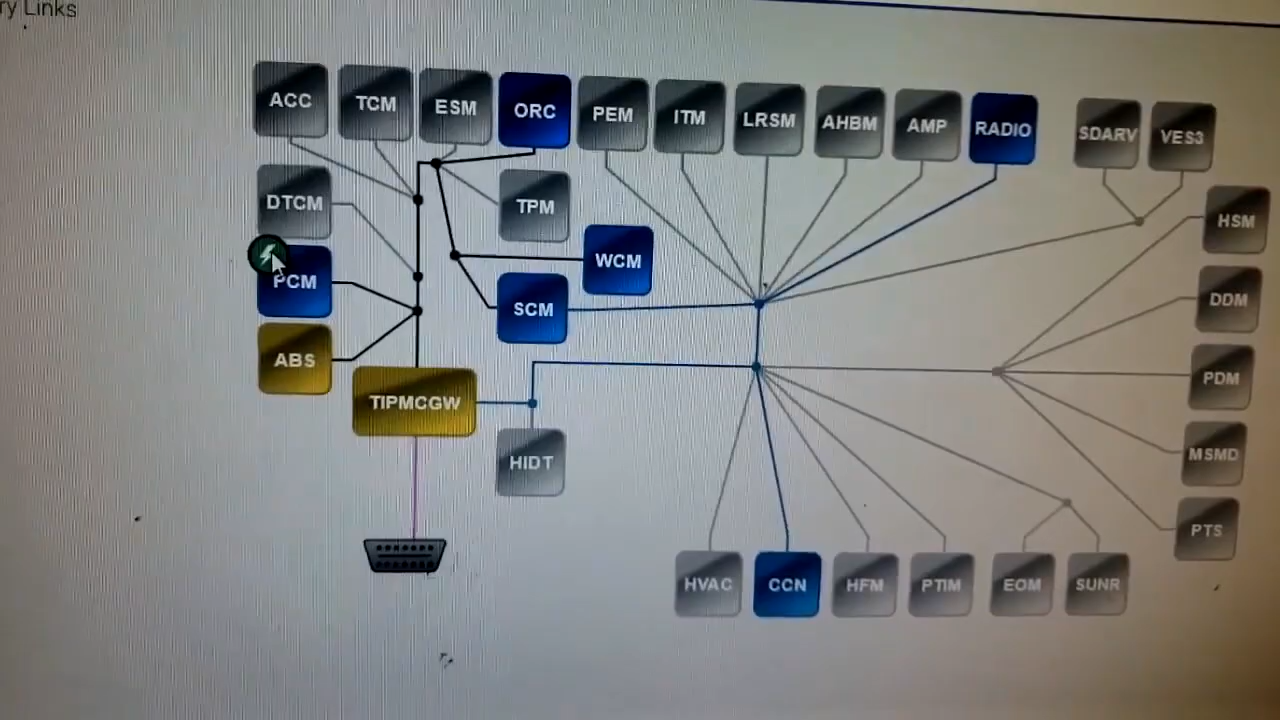 ry Links
ACC
TCM
ESM
ORC
PEM
ITM
LRSM
AHBM
AMP
RADIO
SDARV
VES3
DTCM
TPM
HSM
PCM
WCM
DDM
SCM
ABS
PDM
TIPMCGW
HIDT
MSMD
PTS
HVAC
CCN
HFM
PTIM
EOM
SUNR